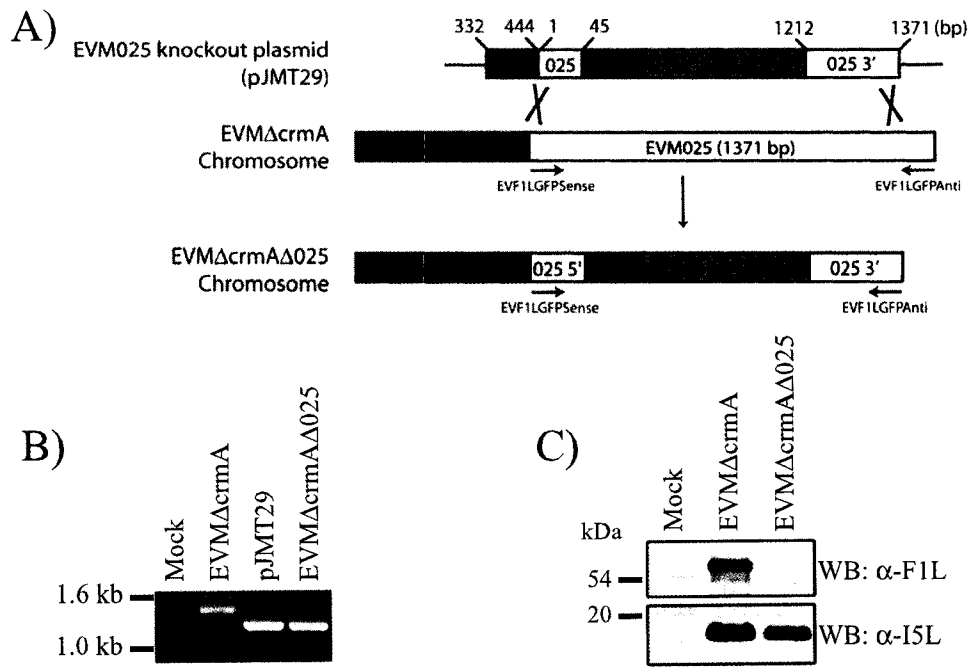 A)
332 444 1 45 1212 1371 (bp)
EVM025 knockout plasmid
(pJMT29)
025
025 3'
EVMΔcrmA
Chromosome
EVM025 (1371 bp)
EVF1LGFPSense
EVF1LGFPAnti
EVMΔcrmAΔ025
Chromosome
025 5'
025 3'
EVF1LGFPSense
EVF1LGFPAnti
B)
Mock
EVMΔcrmA
pJMT29
EVMΔcrmAΔ025
1.6 kb
1.0 kb
C)
Mock
EVMΔcrmA
EVMΔcrmAΔ025
kDa
54
WB: α-F1L
20
WB: α-I5L